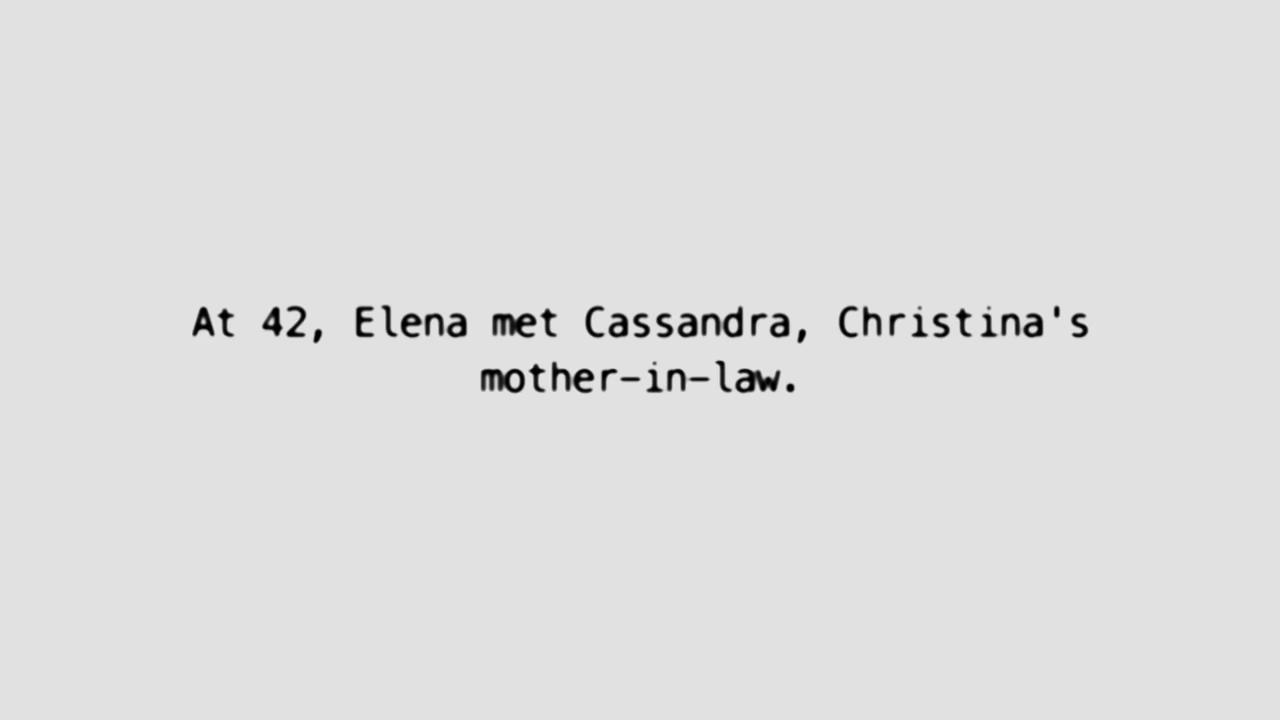 At 42, Elena met Cassandra, Christina's
mother-in-law.